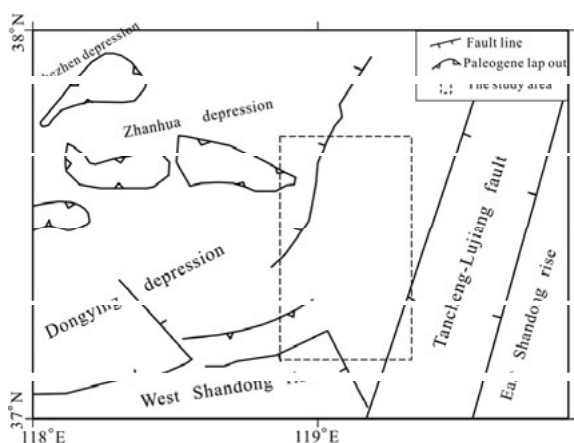 38°N
Fault line
Paleogene lap out
The study area
depression
Zhanhua depression
Dongying depression
Tancheng-Lujiang fault
Shandong rise
West Shandong
37°N
118°E
119°E